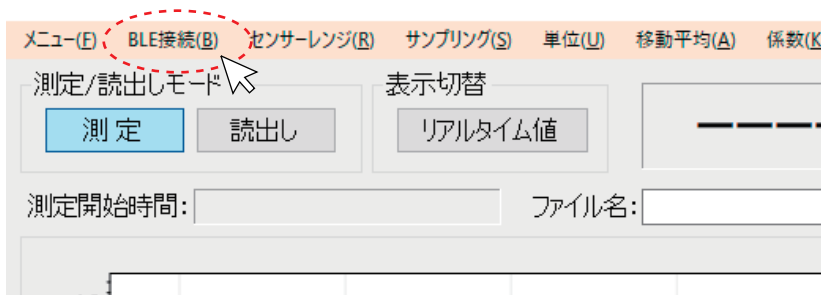 メニュー(F) BLE接続(B) センサーレンジ(R) サンプリング(S) 単位(U) 移動平均(A) 係数(K
測定/読出しモード 表示切替
測 定 読出し リアルタイム値 ----
測定開始時間: ファイル名: